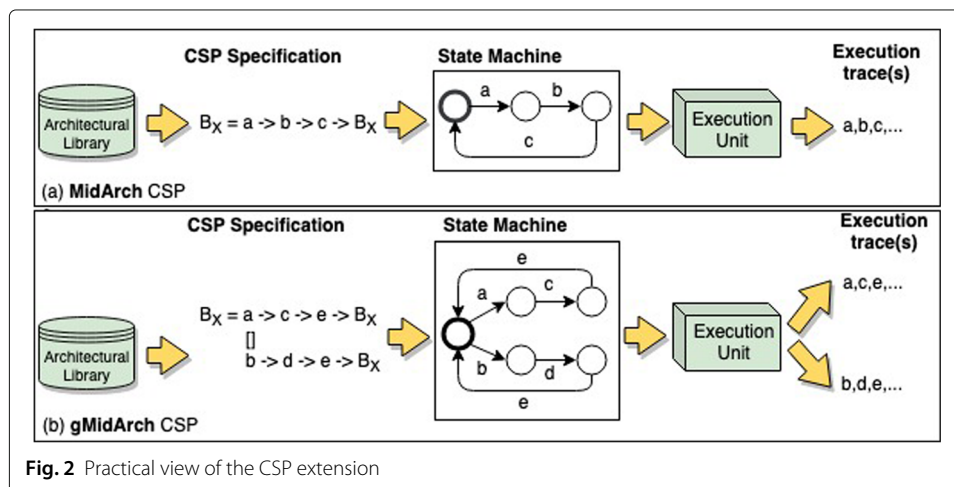 CSP Specification
State Machine
Execution
trace(s)
Architectural
Library
B_X = a -> b -> c -> B_X
a
b
c
Execution
Unit
a,b,c,...
(a) MidArch CSP
CSP Specification
State Machine
Execution
trace(s)
Architectural
Library
B_X = a -> c -> e -> B_X
[]
b -> d -> e -> B_X
e
a
c
b
d
e
Execution
Unit
a,c,e,...
b,d,e,...
(b) gMidArch CSP
Fig. 2 Practical view of the CSP extension